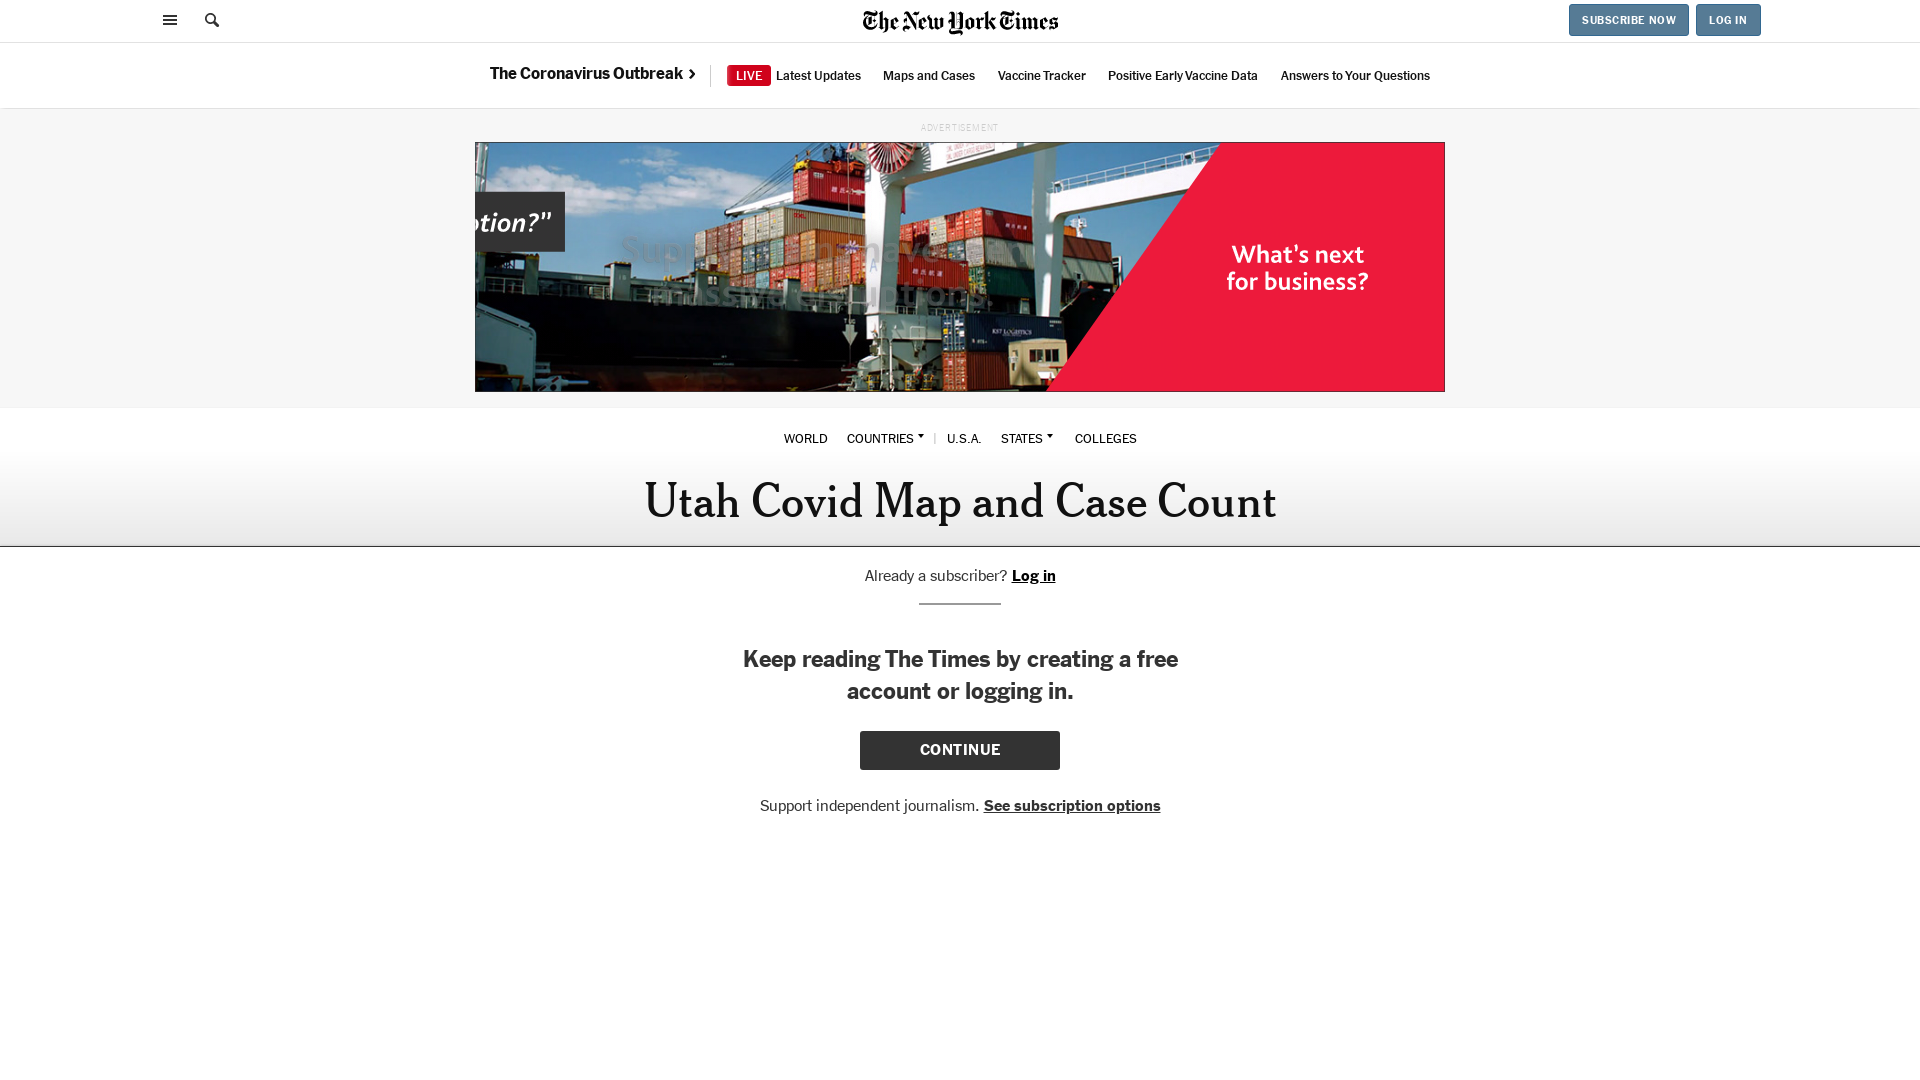 The New York Times
SUBSCRIBE NOW
LOG IN
The Coronavirus Outbreak ›
LIVE Latest Updates
Maps and Cases
Vaccine Tracker
Positive Early Vaccine Data
Answers to Your Questions
ADVERTISEMENT
What's next
for business?
WORLD
COUNTRIES
U.S.A.
STATES
COLLEGES
Utah Covid Map and Case Count
Already a subscriber? Log in
Keep reading The Times by creating a free
account or logging in.
CONTINUE
Support independent journalism. See subscription options